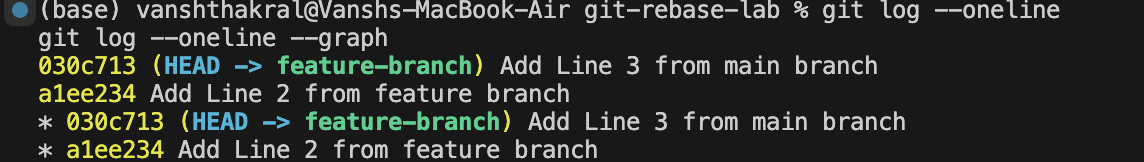 (base) vanshthakral@Vanshs-MacBook-Air git-rebase-lab % git log --oneline
git log --oneline --graph
030c713 (HEAD -> feature-branch) Add Line 3 from main branch
a1ee234 Add Line 2 from feature branch
* 030c713 (HEAD -> feature-branch) Add Line 3 from main branch
* a1ee234 Add Line 2 from feature branch